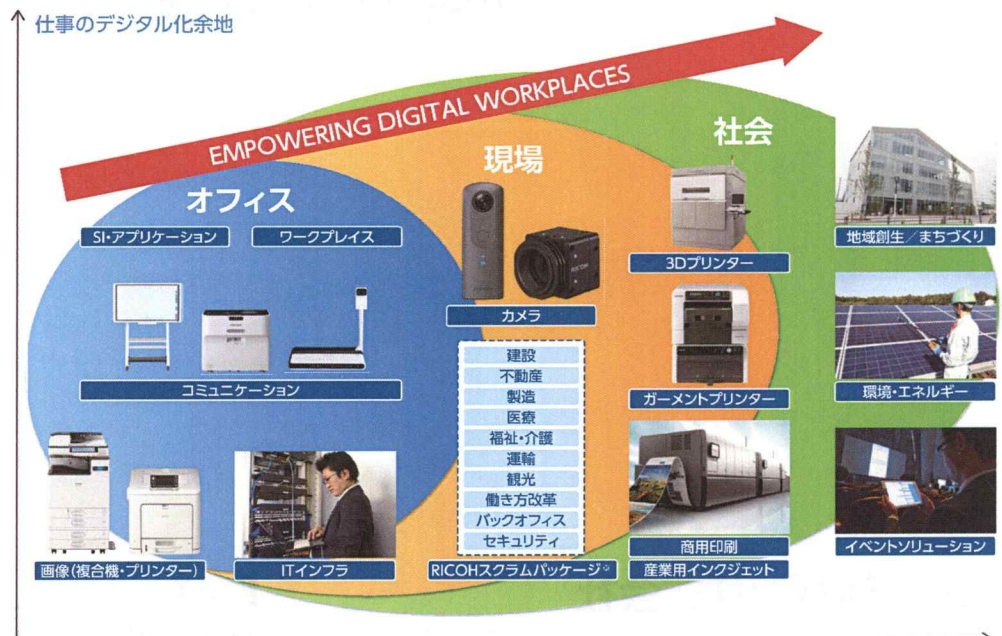 仕事のデジタル化余地
EMPOWERING DIGITAL WORKPLACES
オフィス
現場
社会
SI・アプリケーション
ワークプレイス
コミュニケーション
画像(複合機・プリンター)
ITインフラ
RICOH
カメラ
建設
不動産
製造
医療
福祉・介護
運輸
観光
働き方改革
バックオフィス
セキュリティ
RICOHスクラムパッケージ※
3Dプリンター
ガーメントプリンター
商用印刷
産業用インクジェット
地域創生／まちづくり
環境・エネルギー
イベントソリューション